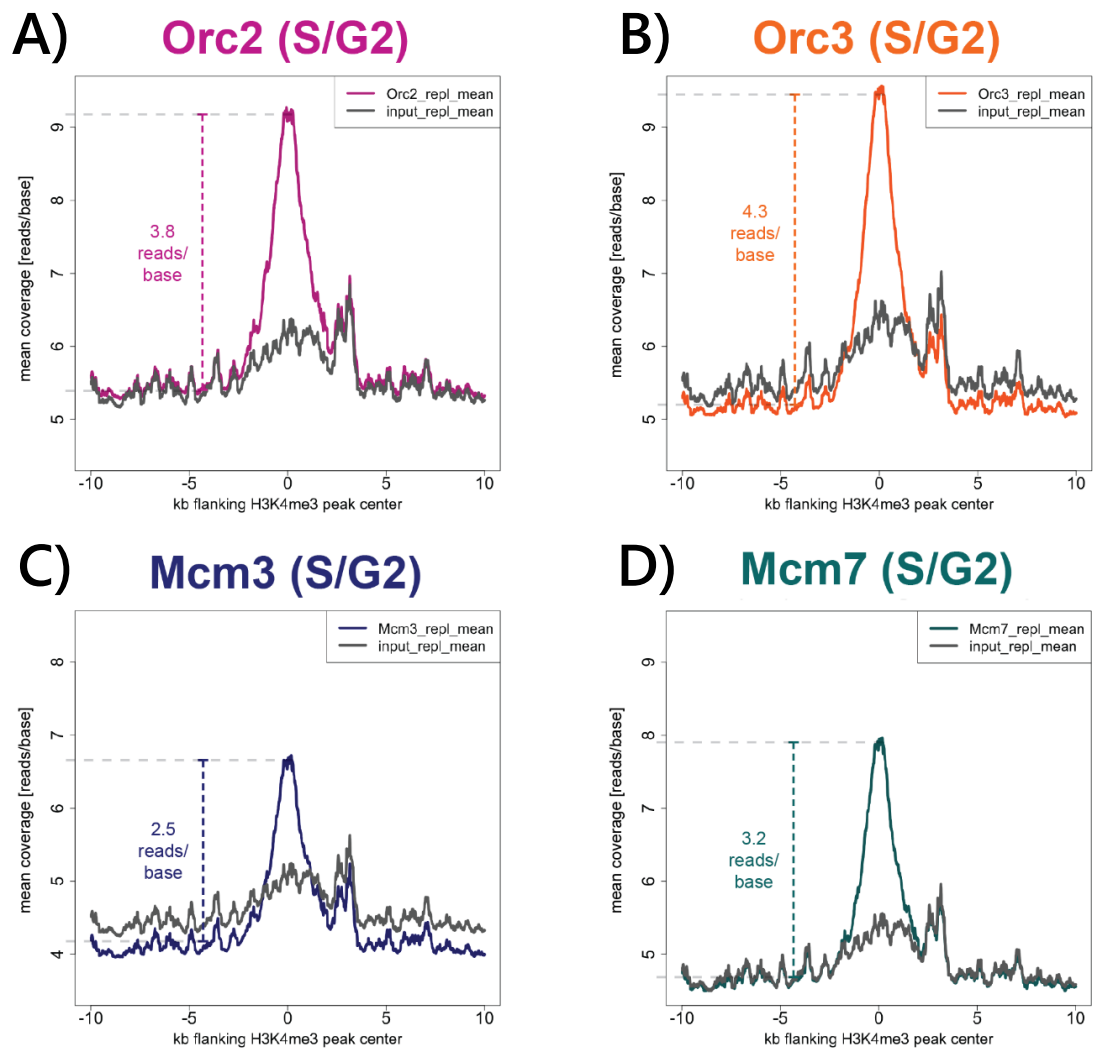 A) Orc2 (S/G2)
Orc2_repl_mean
input_repl_mean
mean coverage [reads/base]
9
8
7
6
5
3.8
reads/
base
-10 -5 0 5 10
kb flanking H3K4me3 peak center
B) Orc3 (S/G2)
Orc3_repl_mean
input_repl_mean
mean coverage [reads/base]
9
8
7
6
5
4.3
reads/
base
-10 -5 0 5 10
kb flanking H3K4me3 peak center
C) Mcm3 (S/G2)
Mcm3_repl_mean
input_repl_mean
mean coverage [reads/base]
8
7
6
5
4
2.5
reads/
base
-10 -5 0 5 10
kb flanking H3K4me3 peak center
D) Mcm7 (S/G2)
Mcm7_repl_mean
input_repl_mean
mean coverage [reads/base]
9
8
7
6
5
3.2
reads/
base
-10 -5 0 5 10
kb flanking H3K4me3 peak center